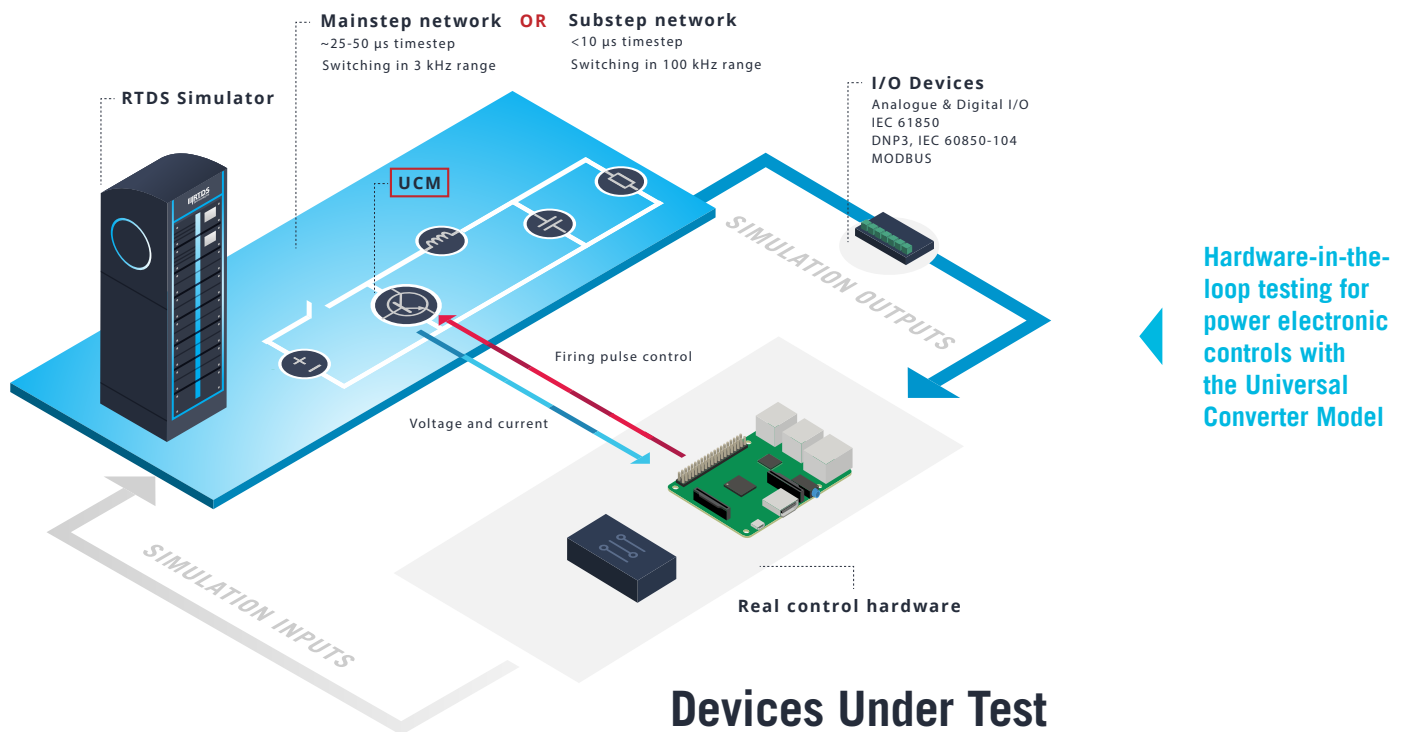 Mainstep network OR Substep network
~25-50 µs timestep
Switching in 3 kHz range
<10 µs timestep
Switching in 100 kHz range
RTDS Simulator
I/O Devices
Analogue & Digital I/O
IEC 61850
DNP3, IEC 60850-104
MODBUS
RTDS
UCM
SIMULATION OUTPUTS
Firing pulse control
Voltage and current
Hardware-in-the-
loop testing for
power electronic
controls with
the Universal
Converter Model
SIMULATION INPUTS
Real control hardware
Devices Under Test